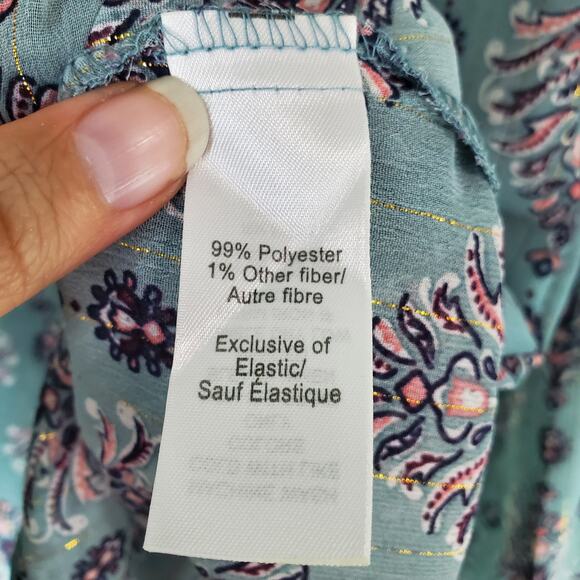 99% Polyester
1% Other fiber/
Autre fibre
Exclusive of
Elastic/
Sauf Élastique